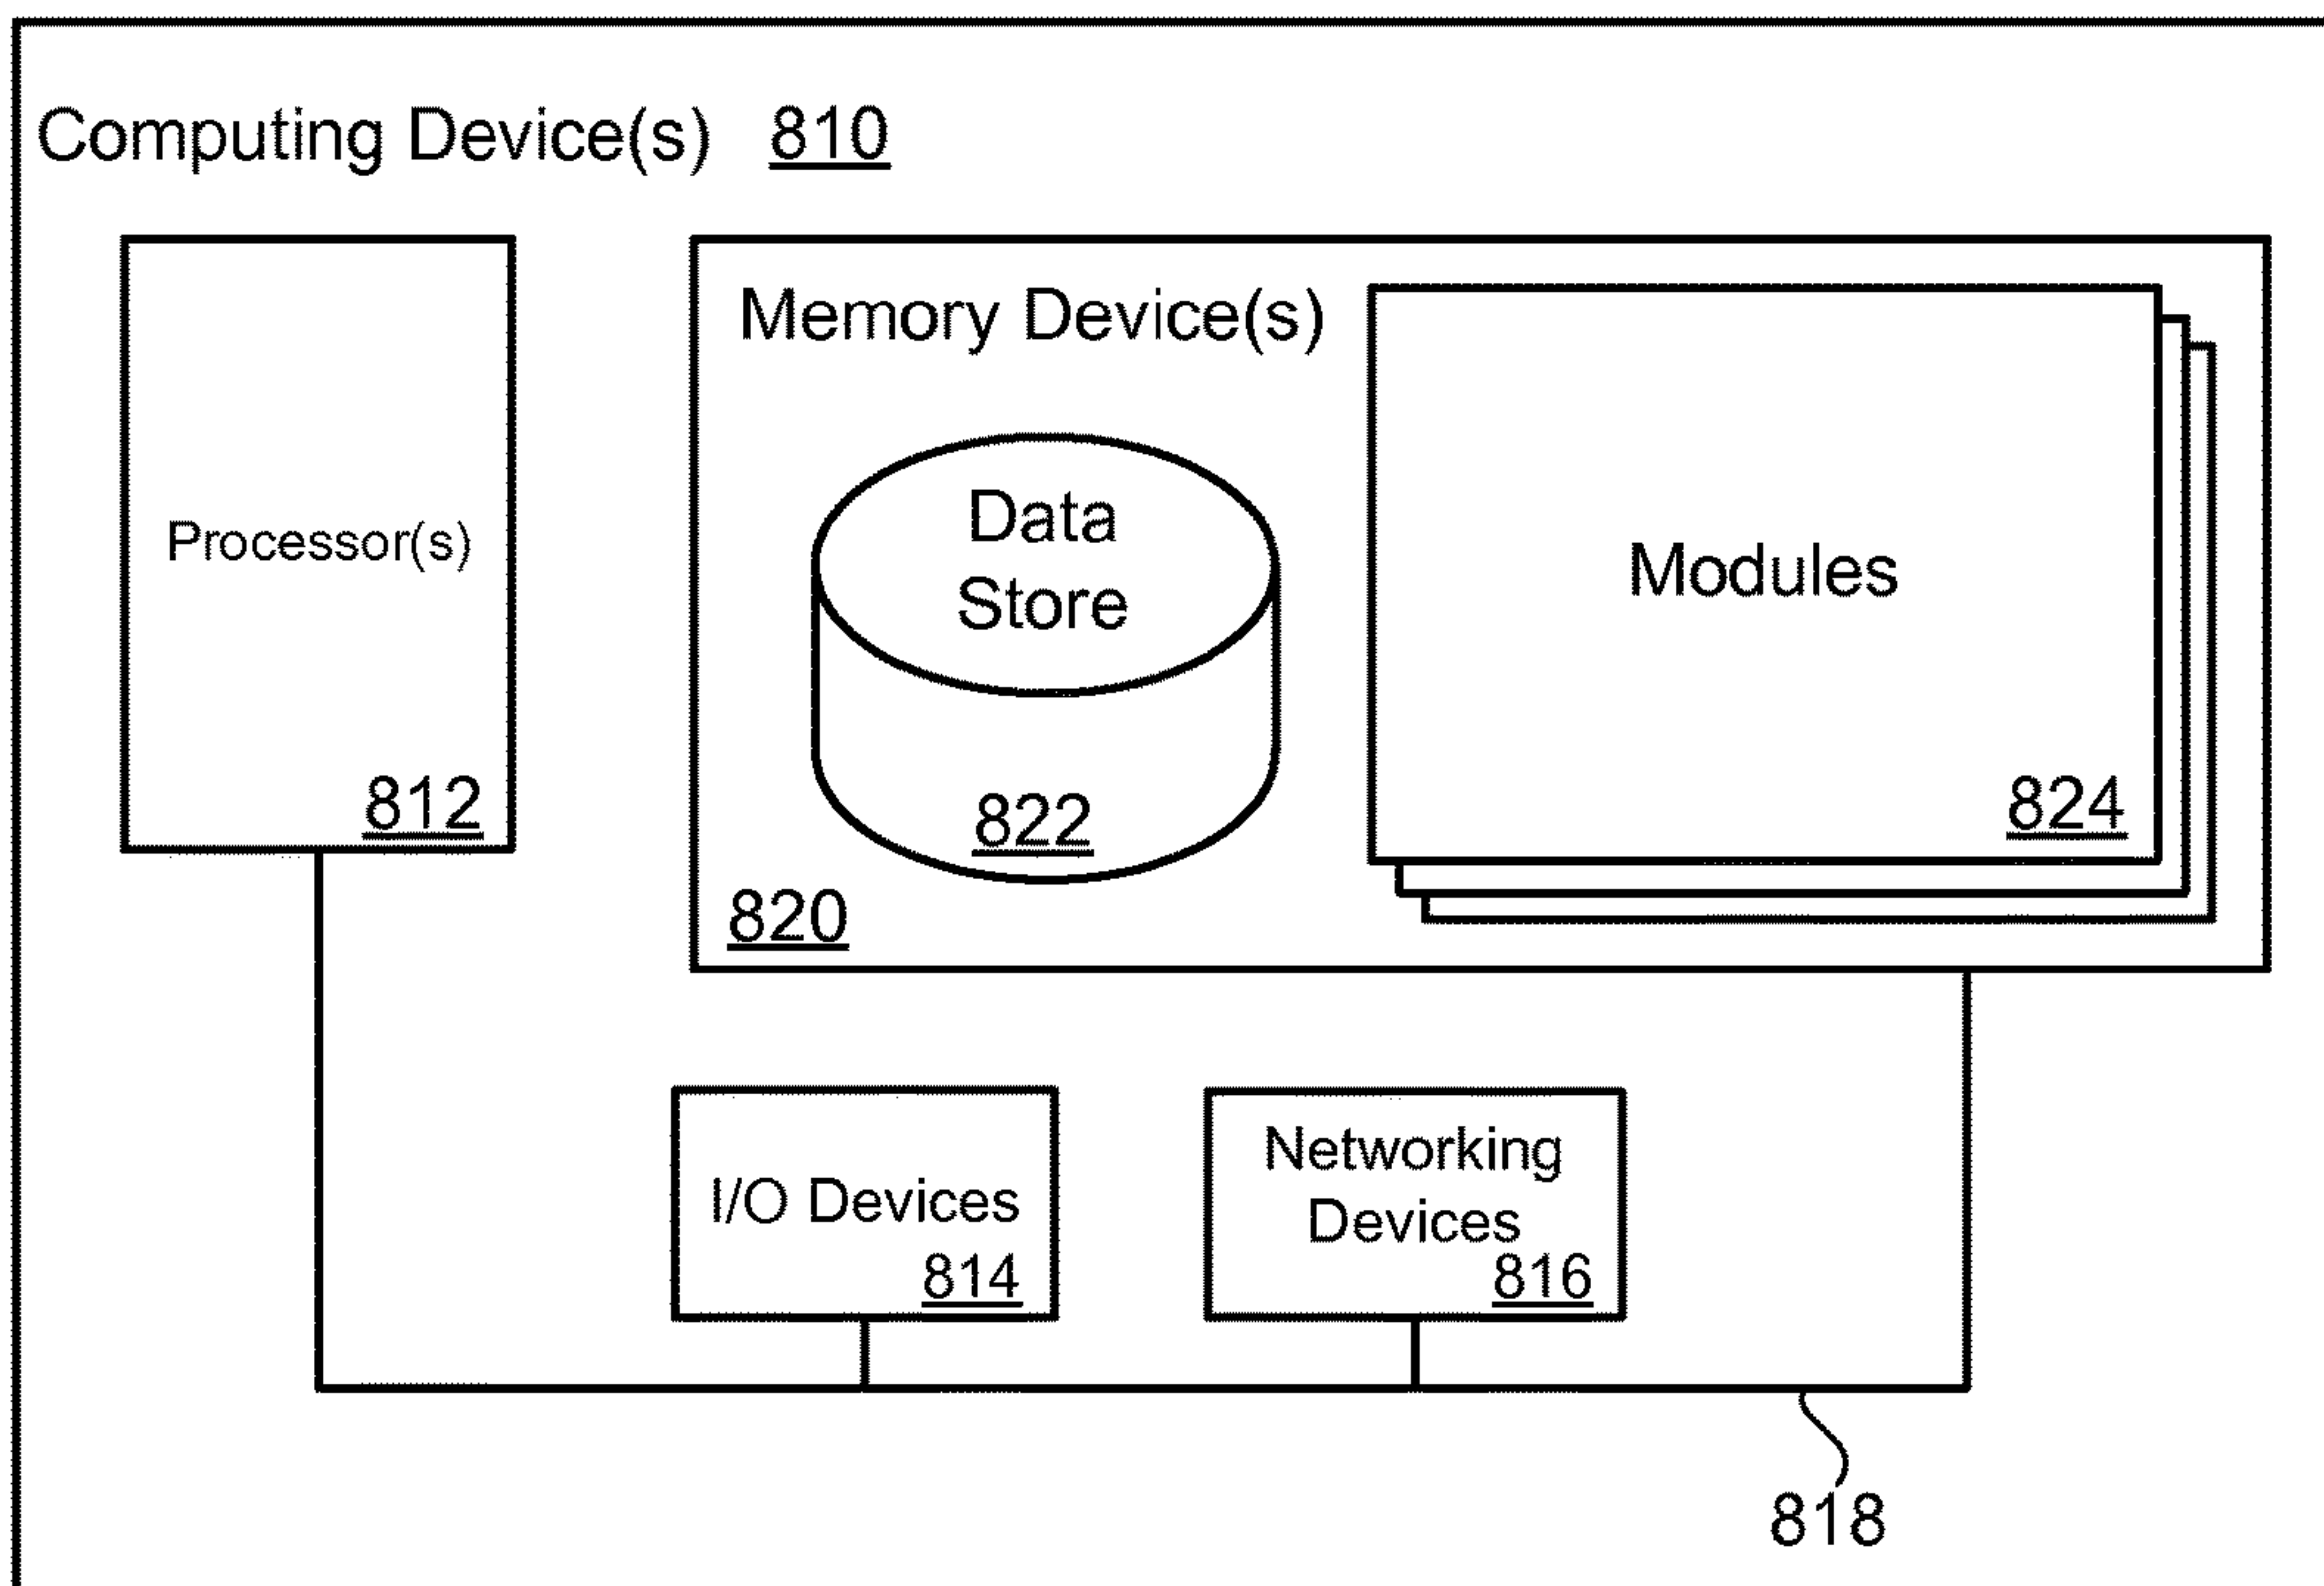 Computing Device(s) 810
Processor(s)
812
Memory Device(s)
Data
Store
822
820
Modules
824
I/O Devices
814
Networking
Devices
816
818